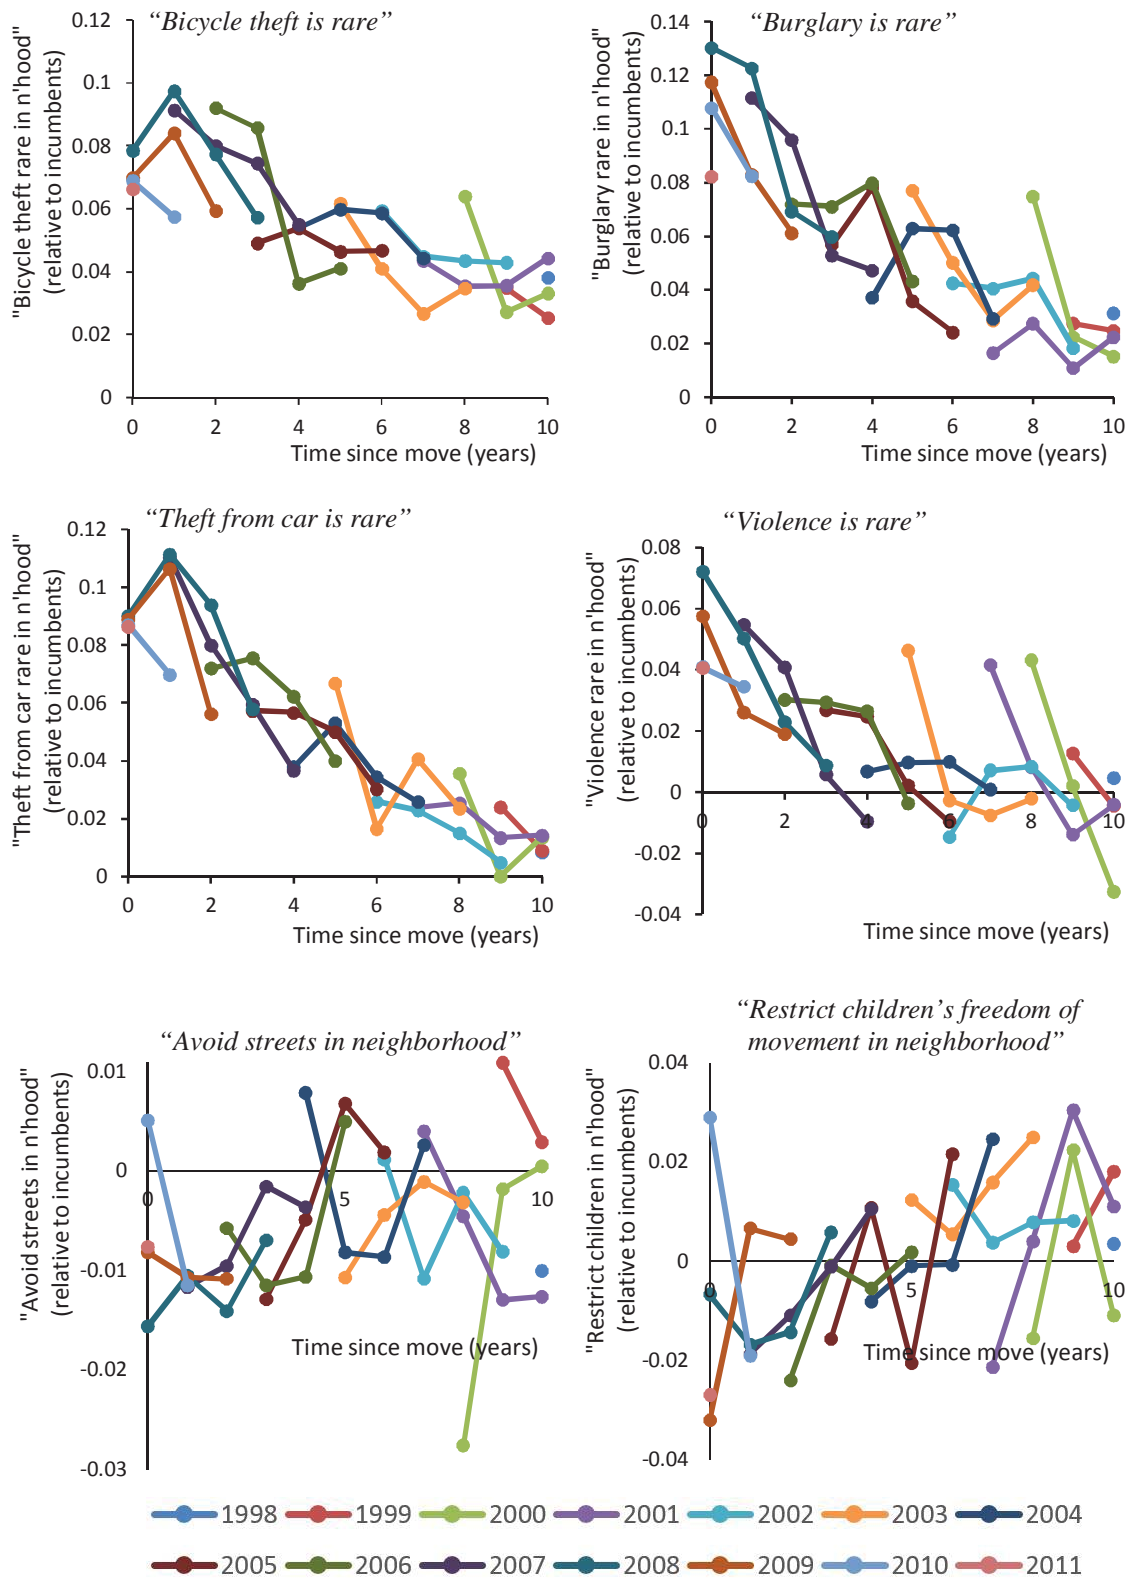 “Bicycle theft is rare”
"Bicycle theft rare in n'hood"
(relative to incumbents)
0.12
0.1
0.08
0.06
0.04
0.02
0
0 2 4 6 8 10
Time since move (years)
“Burglary is rare”
"Burglary rare in n'hood"
(relative to incumbents)
0.14
0.12
0.1
0.08
0.06
0.04
0.02
0
0 2 4 6 8 10
Time since move (years)
“Theft from car is rare”
"Theft from car rare in n'hood"
(relative to incumbents)
0.12
0.1
0.08
0.06
0.04
0.02
0
0 2 4 6 8 10
Time since move (years)
“Violence is rare”
"Violence rare in n'hood"
(relative to incumbents)
0.08
0.06
0.04
0.02
0
-0.02
-0.04
0 2 4 6 8 10
Time since move (years)
“Avoid streets in neighborhood”
"Avoid streets in n'hood"
(relative to incumbents)
0.01
0
-0.01
-0.02
-0.03
0 5 10
Time since move (years)
“Restrict children’s freedom of
movement in neighborhood”
"Restrict children in n'hood"
(relative to incumbents)
0.04
0.02
0
-0.02
-0.04
0 5 10
Time since move (years)
1998 1999 2000 2001 2002 2003 2004
2005 2006 2007 2008 2009 2010 2011